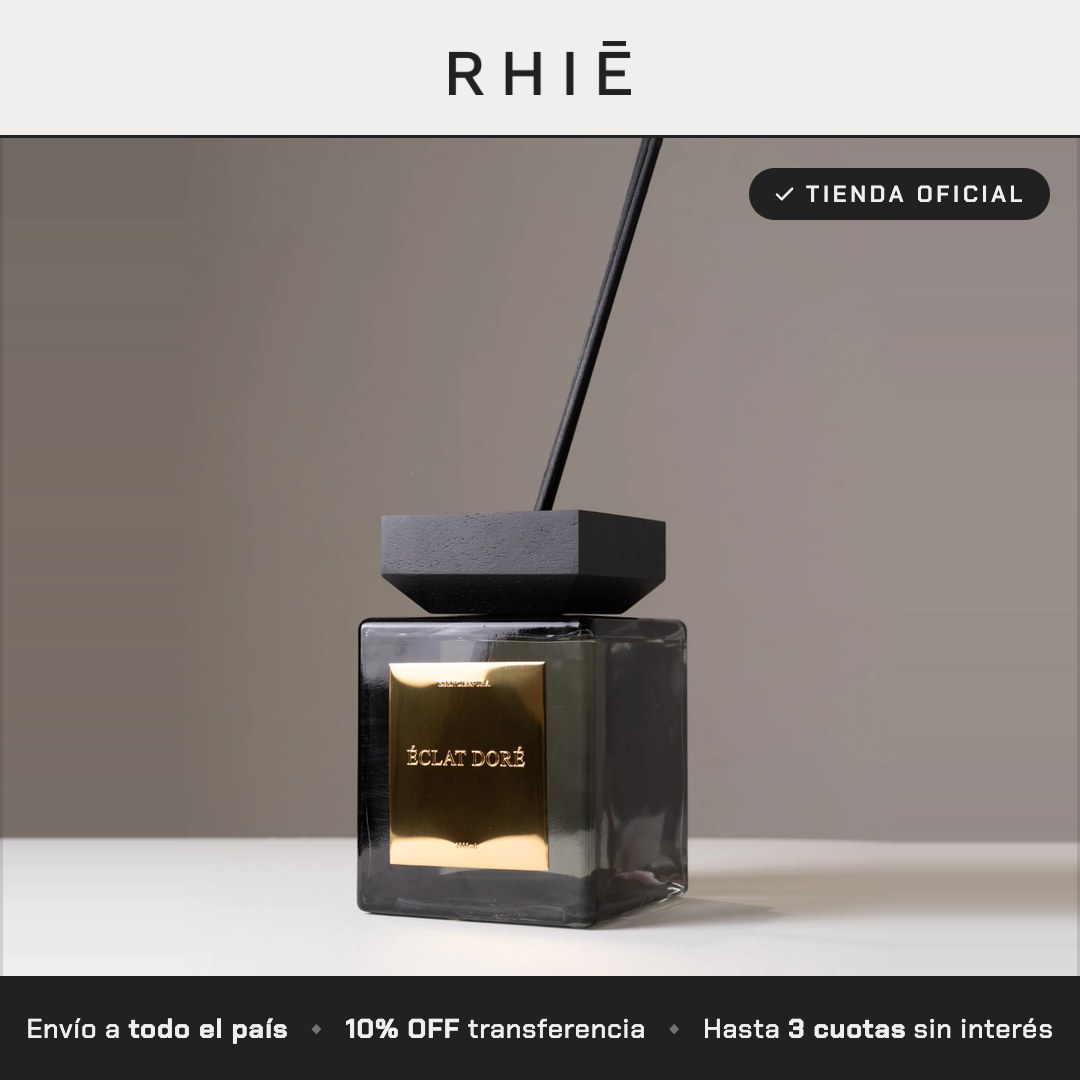 RHIĒ
TIENDA OFICIAL
ÉCLAT DORÉ
Envío a todo el país ◆ 10% OFF transferencia ◆ Hasta 3 cuotas sin interés